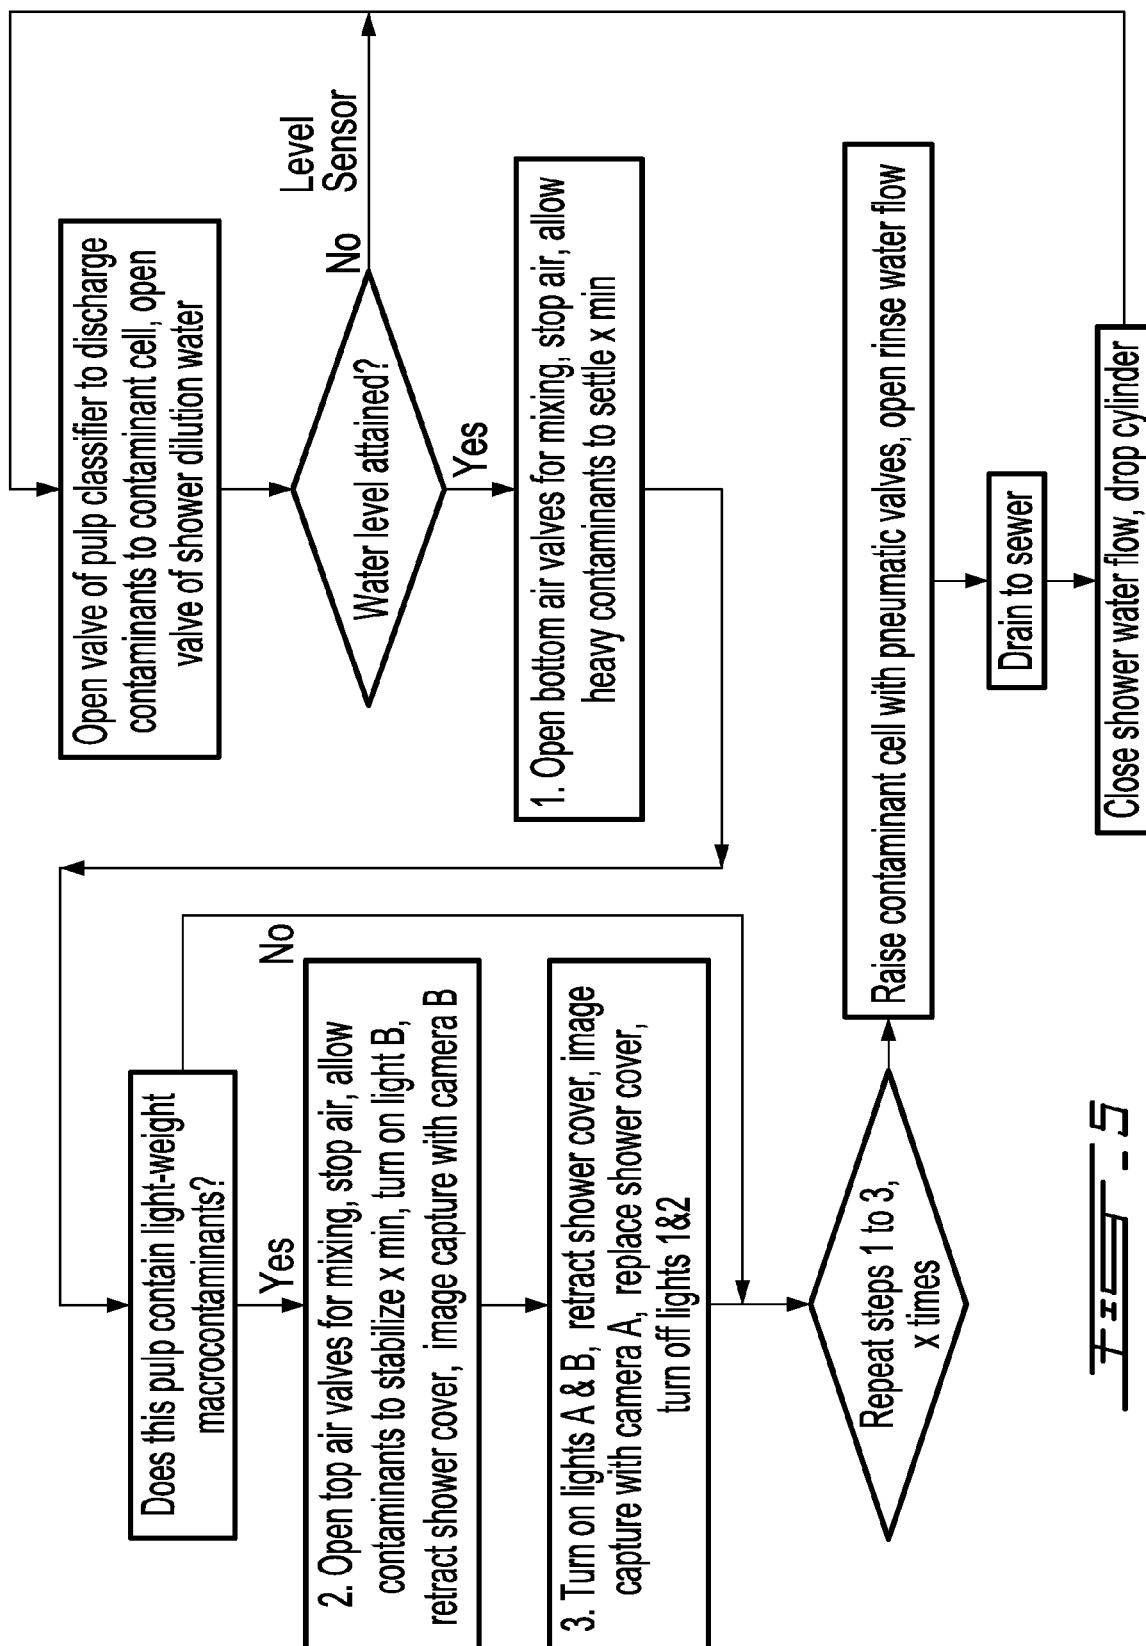 Open valve of pulp classifier to discharge
contaminants to contaminant cell, open
valve of shower dilution water
Water level attained?
No
Level
Sensor
Yes
1. Open bottom air valves for mixing, stop air, allow
heavy contaminants to settle x min
Does this pulp contain light-weight
macrocontaminants?
No
Yes
2. Open top air valves for mixing, stop air, allow
contaminants to stabilize x min, turn on light B,
retract shower cover, image capture with camera B
3. Turn on lights A & B, retract shower cover, image
capture with camera A, replace shower cover,
turn off lights 1&2
Repeat steps 1 to 3,
x times
Raise contaminant cell with pneumatic valves, open rinse water flow
Drain to sewer
Close shower water flow, drop cylinder
FIG - 5